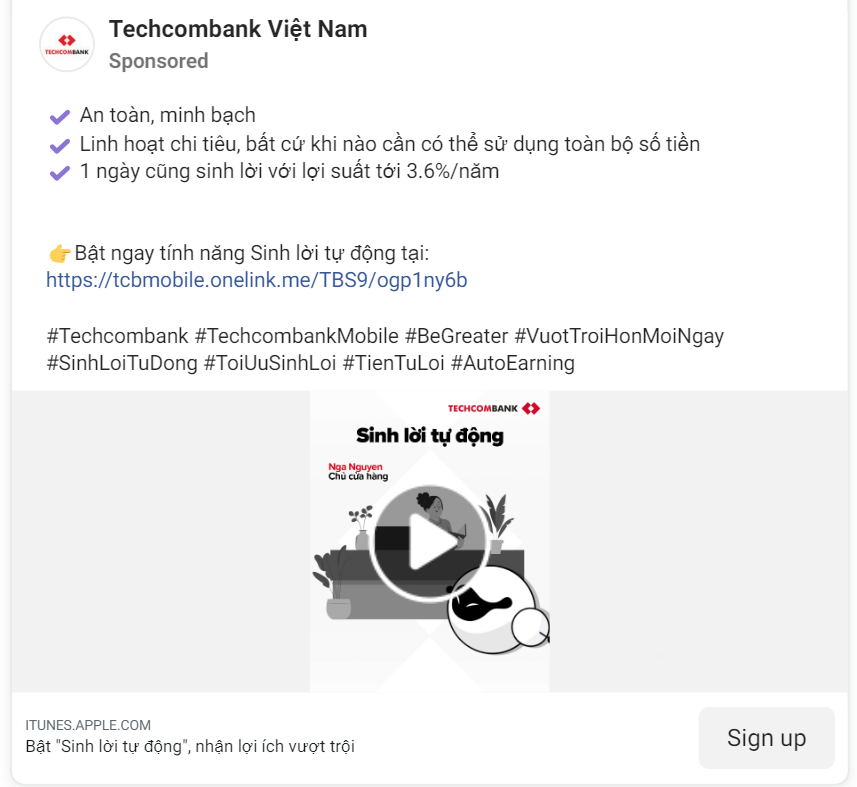 TECHCOMBANK
Techcombank Việt Nam
Sponsored
An toàn, minh bạch
Linh hoạt chi tiêu, bất cứ khi nào cần có thể sử dụng toàn bộ số tiền
1 ngày cũng sinh lời với lợi suất tới 3.6%/năm
👉Bật ngay tính năng Sinh lời tự động tại:
https://tcbmobile.onelink.me/TBS9/ogp1ny6b
#Techcombank #TechcombankMobile #BeGreater #VuotTroiHonMoiNgay
#SinhLoiTuDong #ToiUuSinhLoi #TienTuLoi #AutoEarning
TECHCOMBANK
Sinh lời tự động
Nga Nguyen
Chủ cửa hàng
ITUNES.APPLE.COM
Bật "Sinh lời tự động", nhận lợi ích vượt trội
Sign up